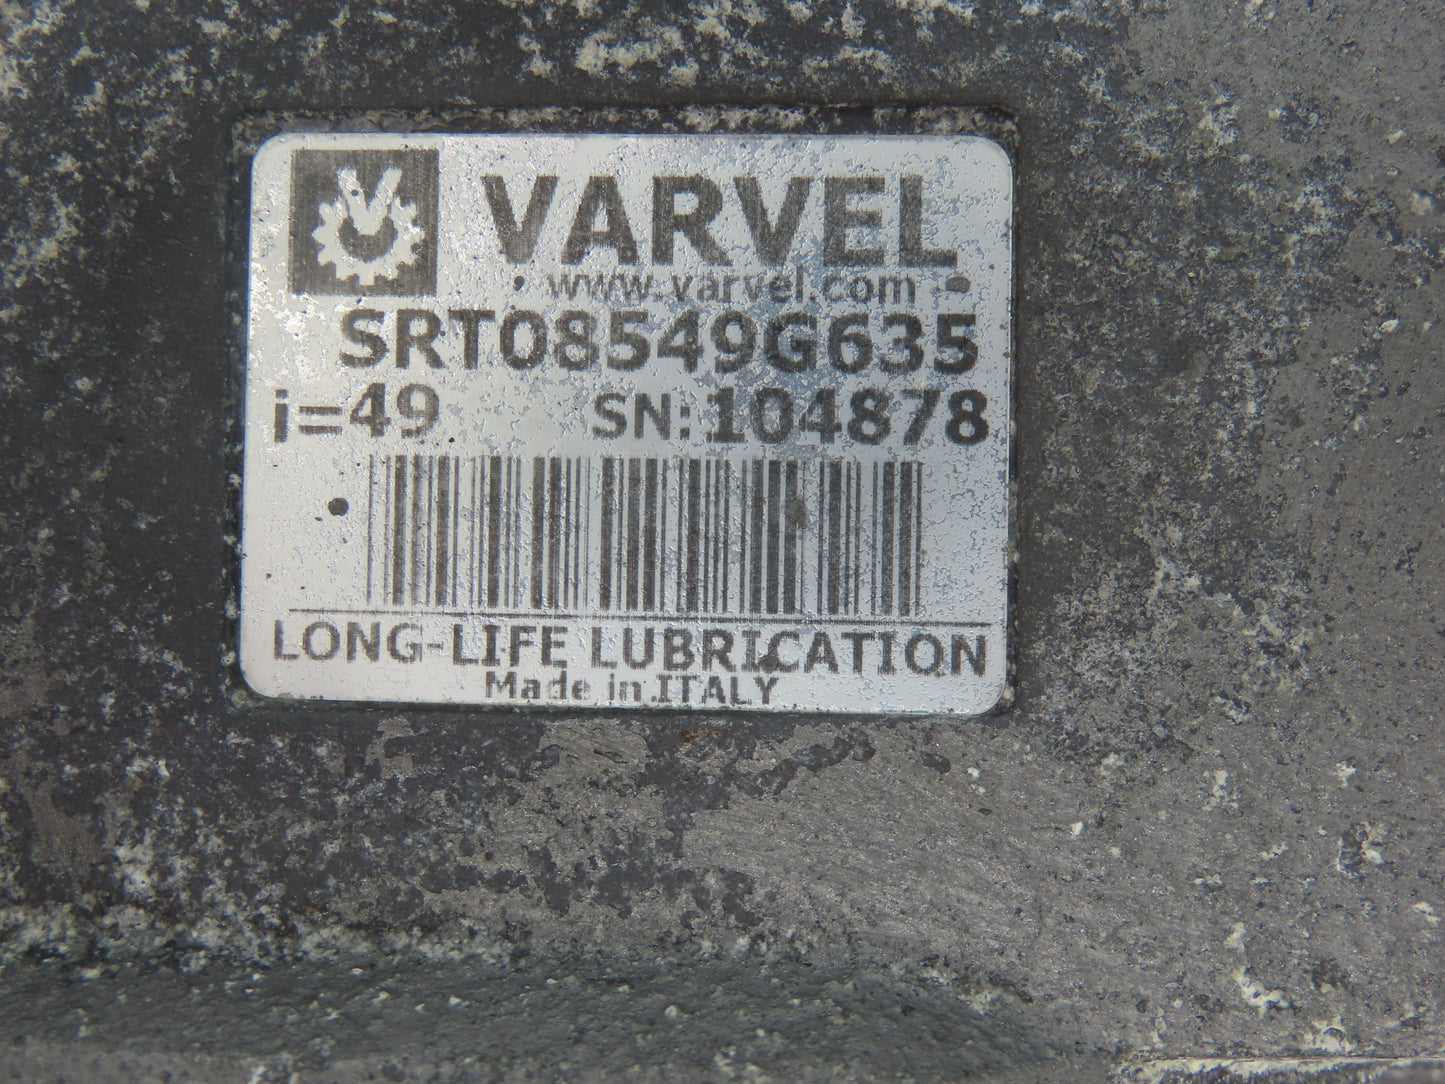 VARVEL
www.varvel.com
SRT08549G635
i=49 SN:104878
LONG-LIFE LUBRICATION
Made in ITALY